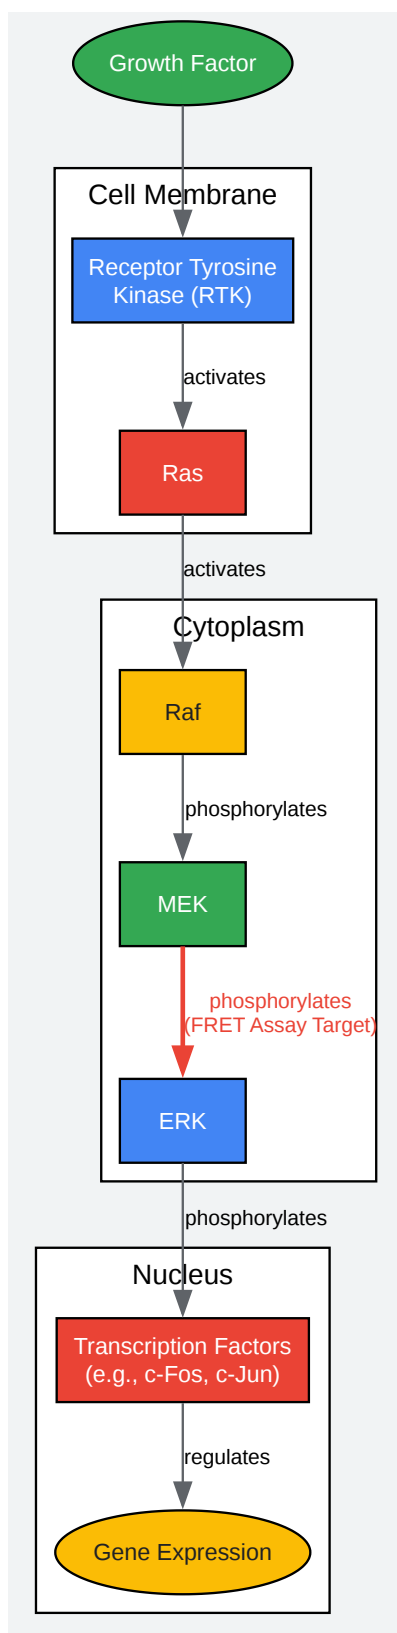 Growth Factor
Cell Membrane
Receptor Tyrosine
Kinase (RTK)
activates
Ras
activates
Cytoplasm
Raf
phosphorylates
MEK
phosphorylates
(FRET Assay Target)
ERK
phosphorylates
Nucleus
Transcription Factors
(e.g., c-Fos, c-Jun)
regulates
Gene Expression